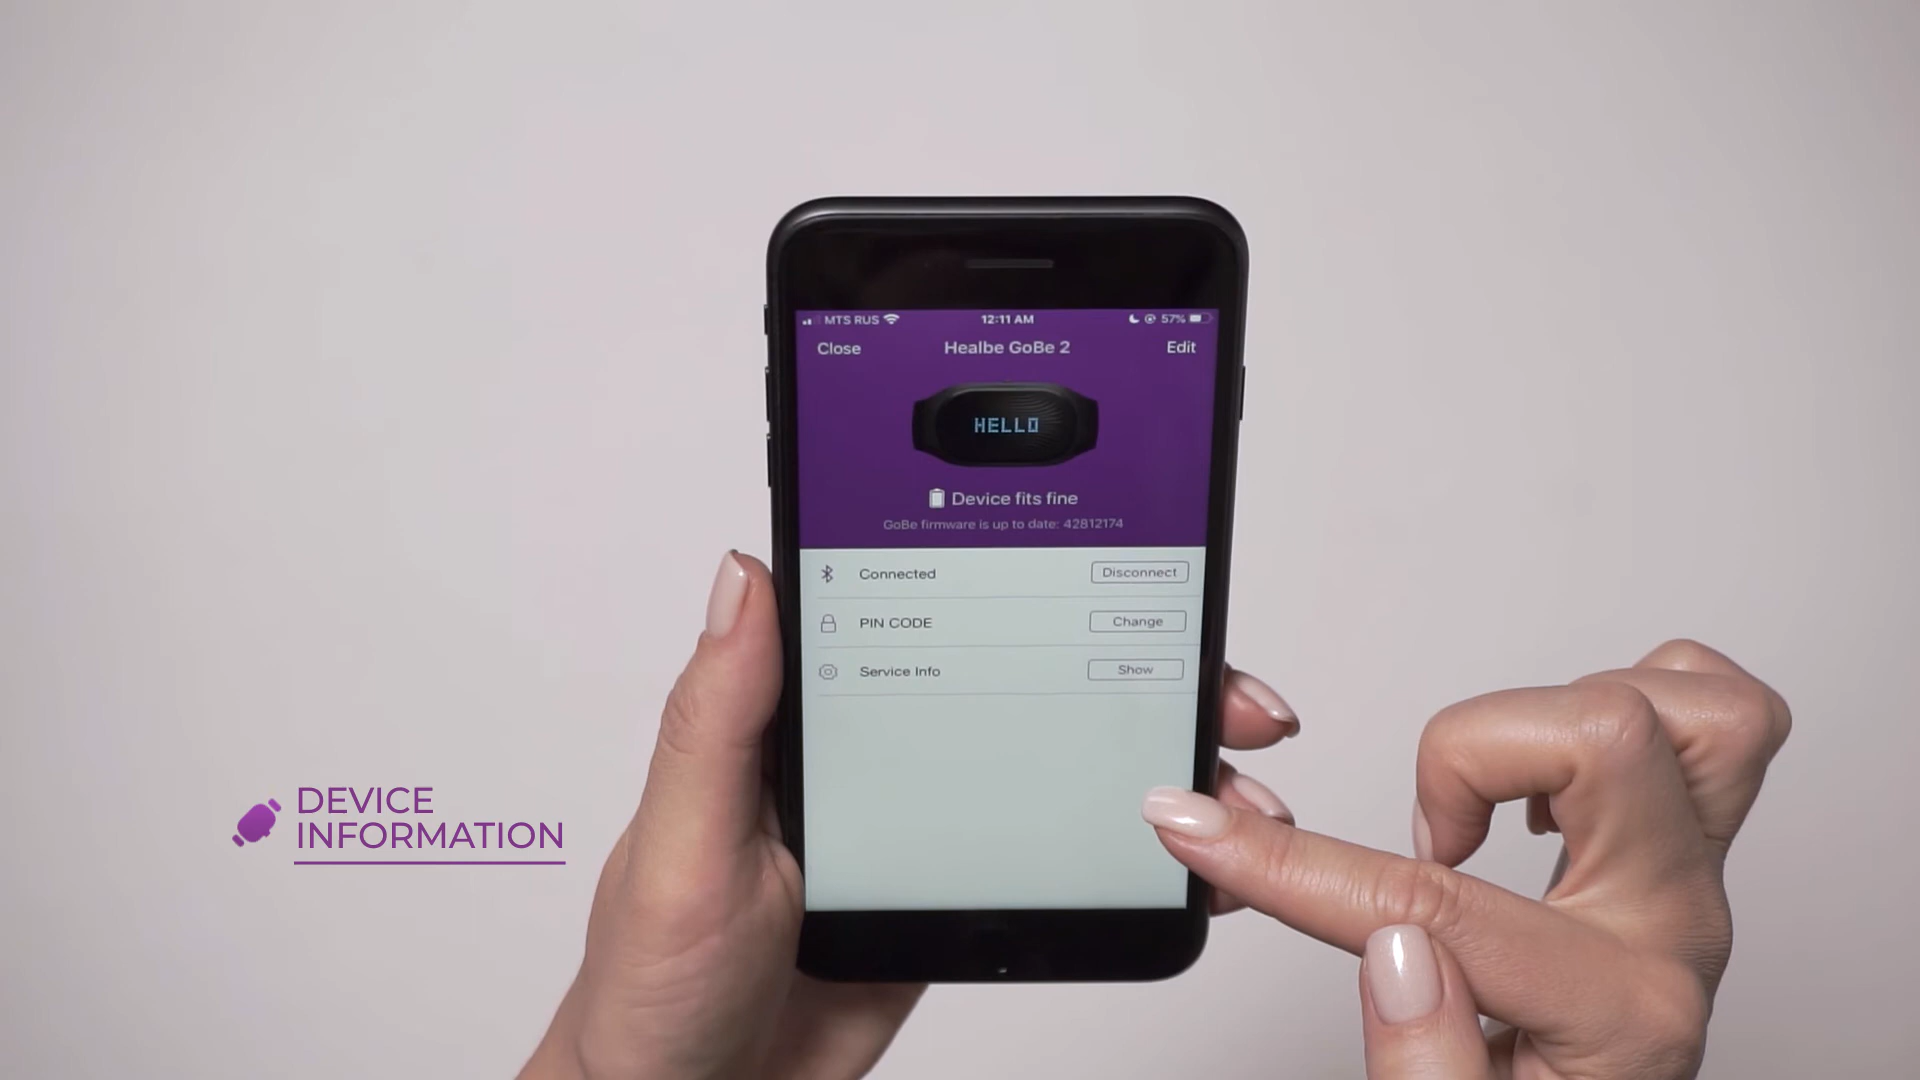 MTS RUS 12:11 AM 57%
Close Healbe GoBe 2 Edit
HELLO
Device fits fine
GoBe firmware is up to date: 42812174
Connected Disconnect
PIN CODE Change
Service Info Show
DEVICE
INFORMATION